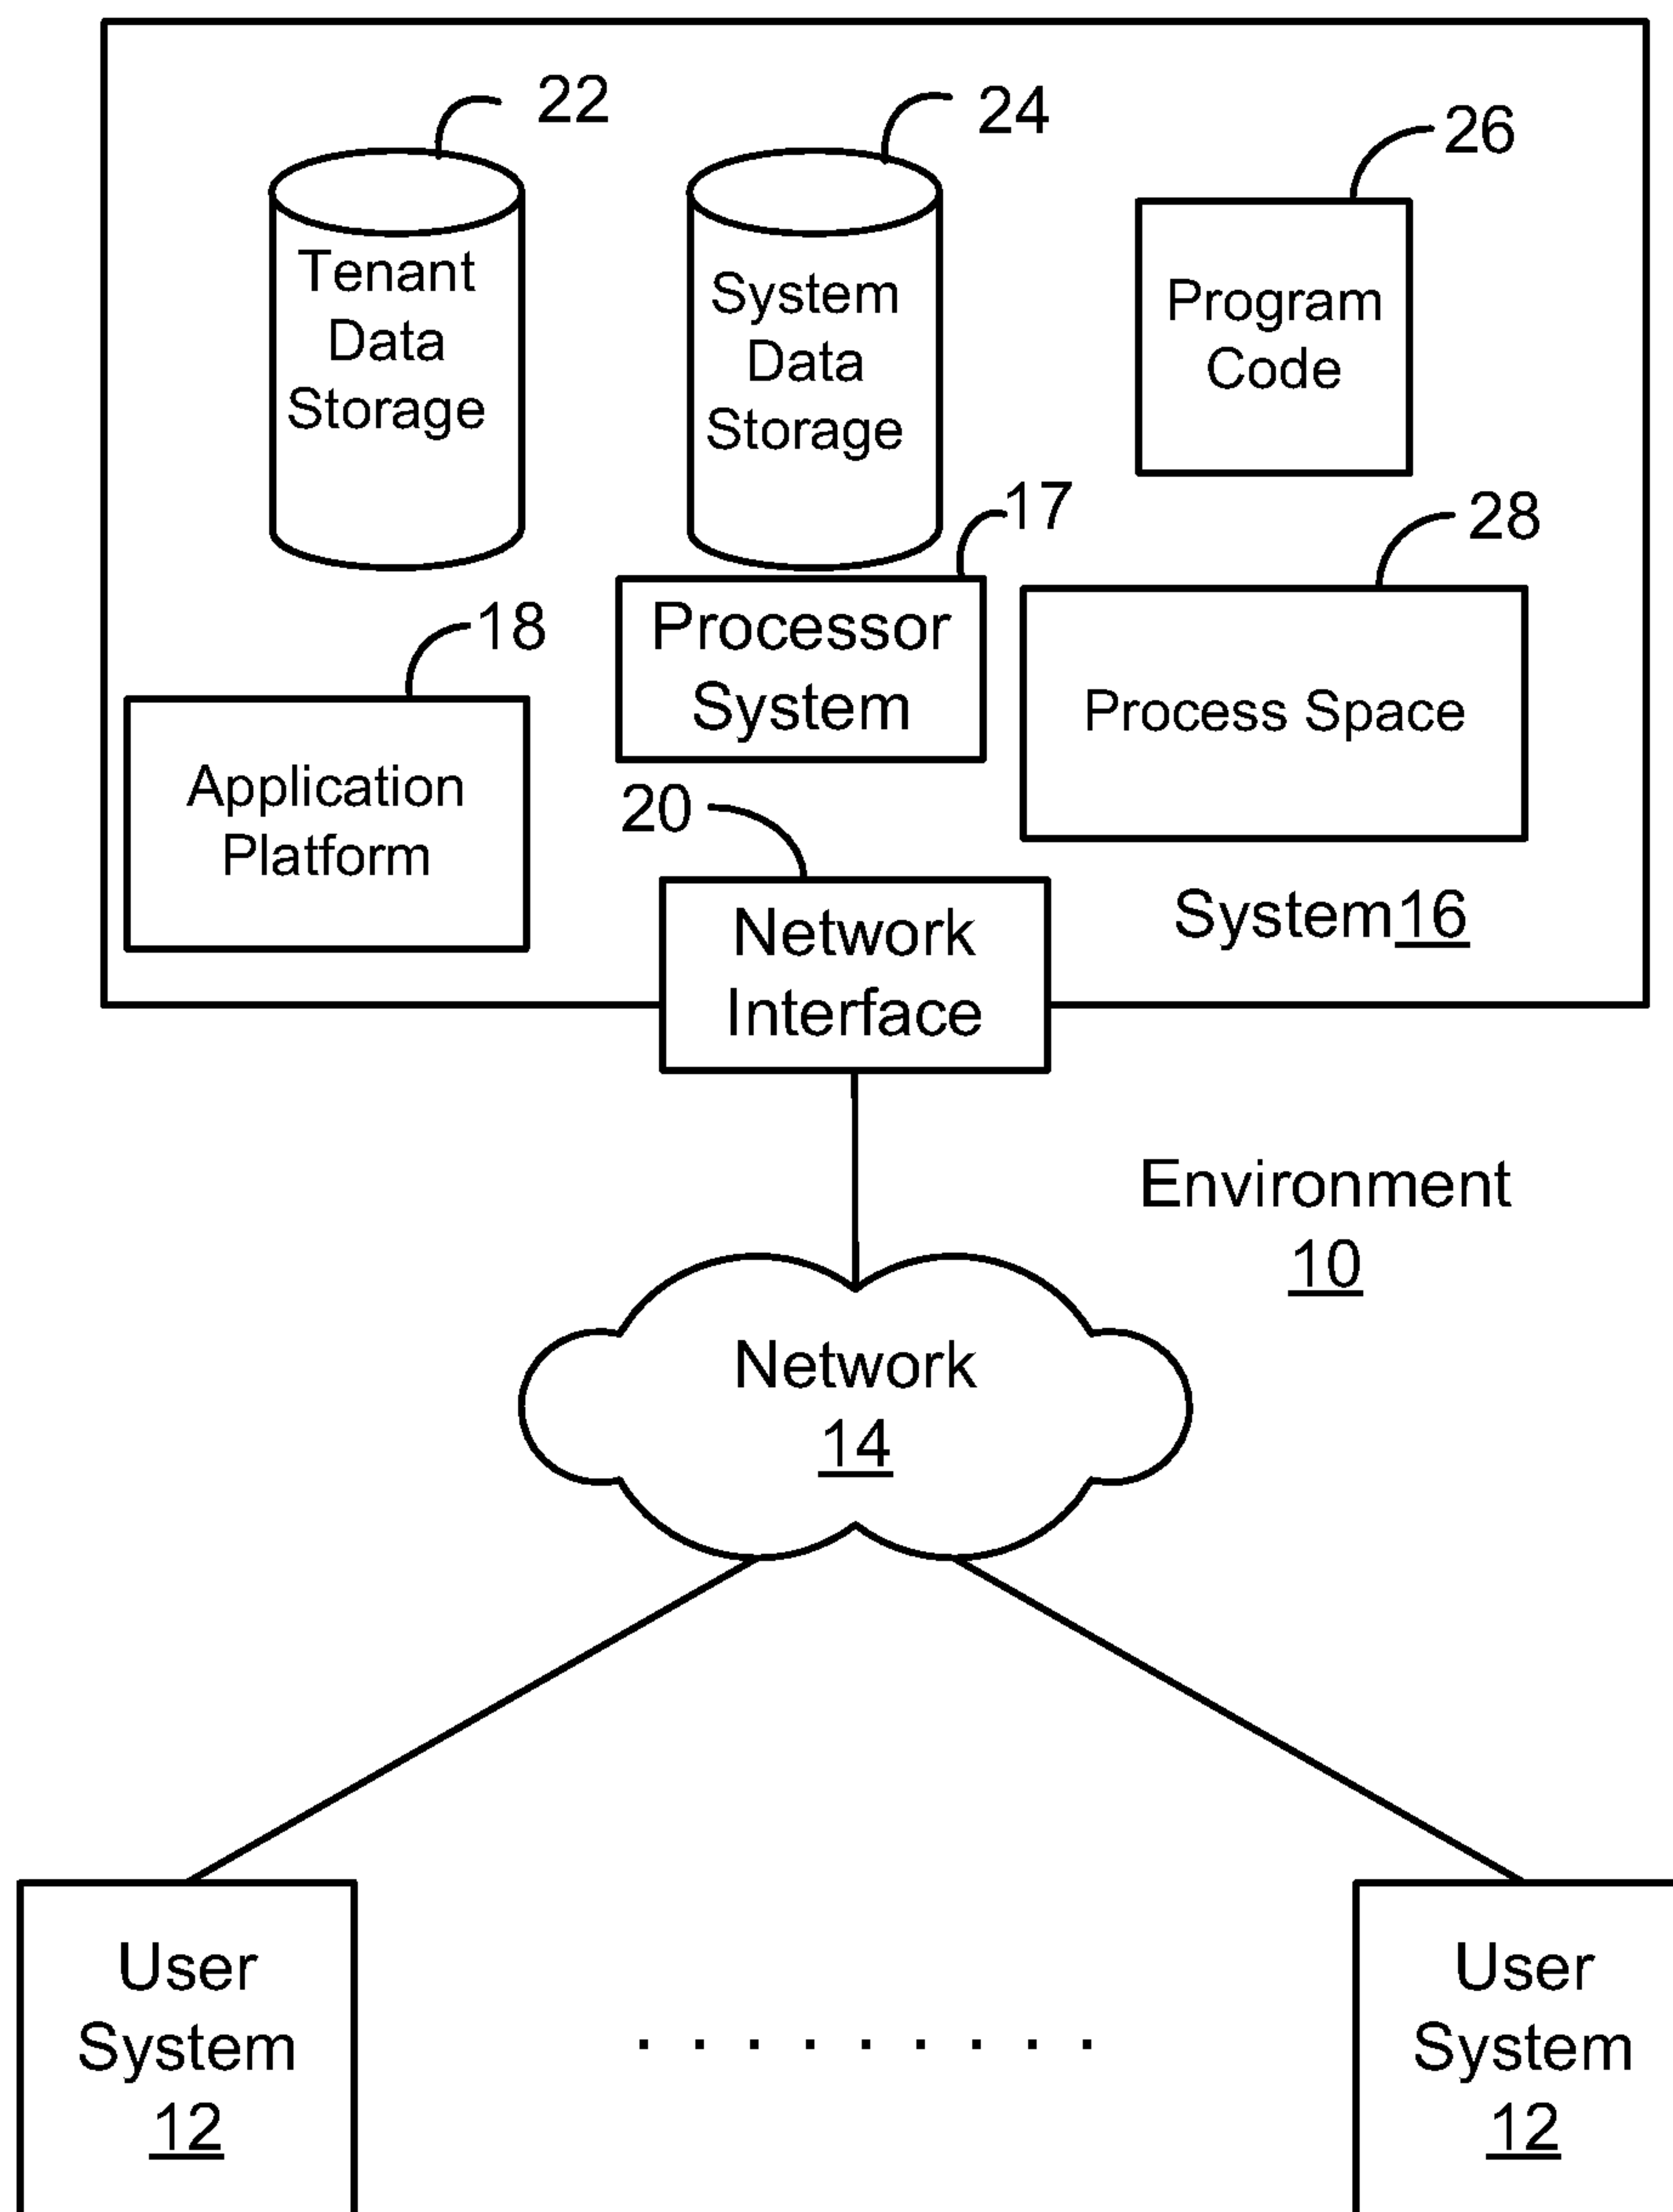 22
24
26
Tenant
Data
Storage
System
Data
Storage
Program
Code
17
28
18
Processor
System
Process Space
Application
Platform
20
Network
Interface
System16
Environment
10
Network
14
User
System
12
. . . . . . . . .
User
System
12